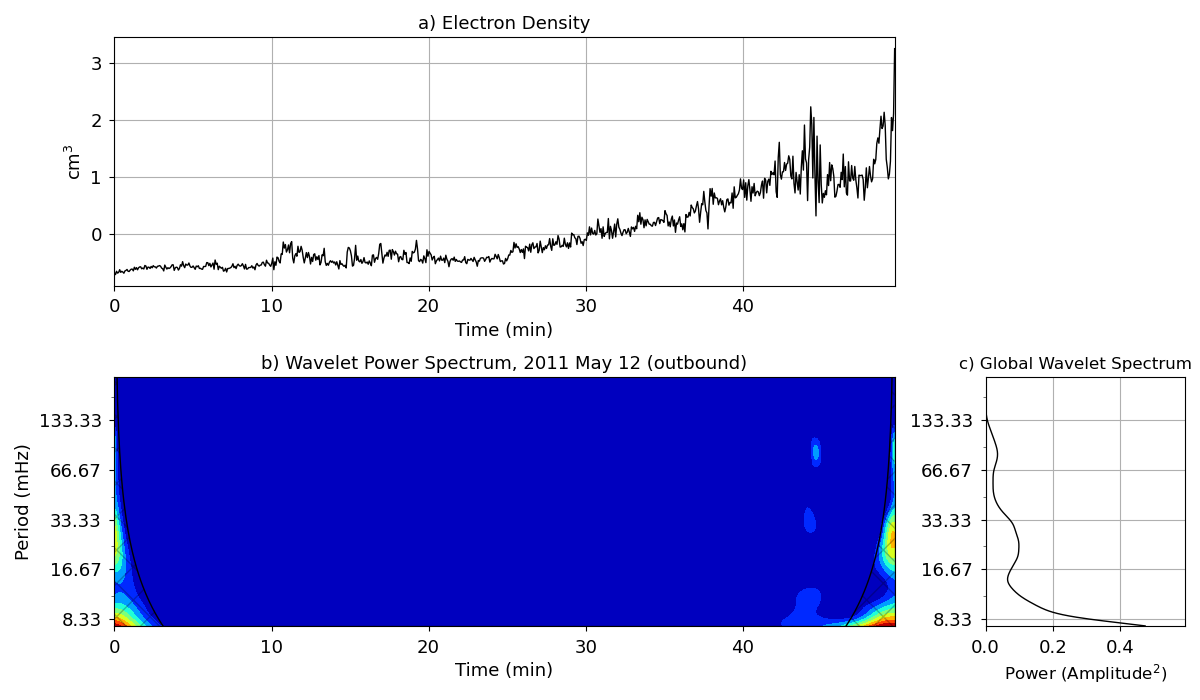 a) Electron Density
cm³
3
2
1
0
0 10 20 30 40
Time (min)
b) Wavelet Power Spectrum, 2011 May 12 (outbound)
Period (mHz)
133.33
66.67
33.33
16.67
8.33
0 10 20 30 40
Time (min)
c) Global Wavelet Spectrum
133.33
66.67
33.33
16.67
8.33
0.0 0.2 0.4
Power (Amplitude²)